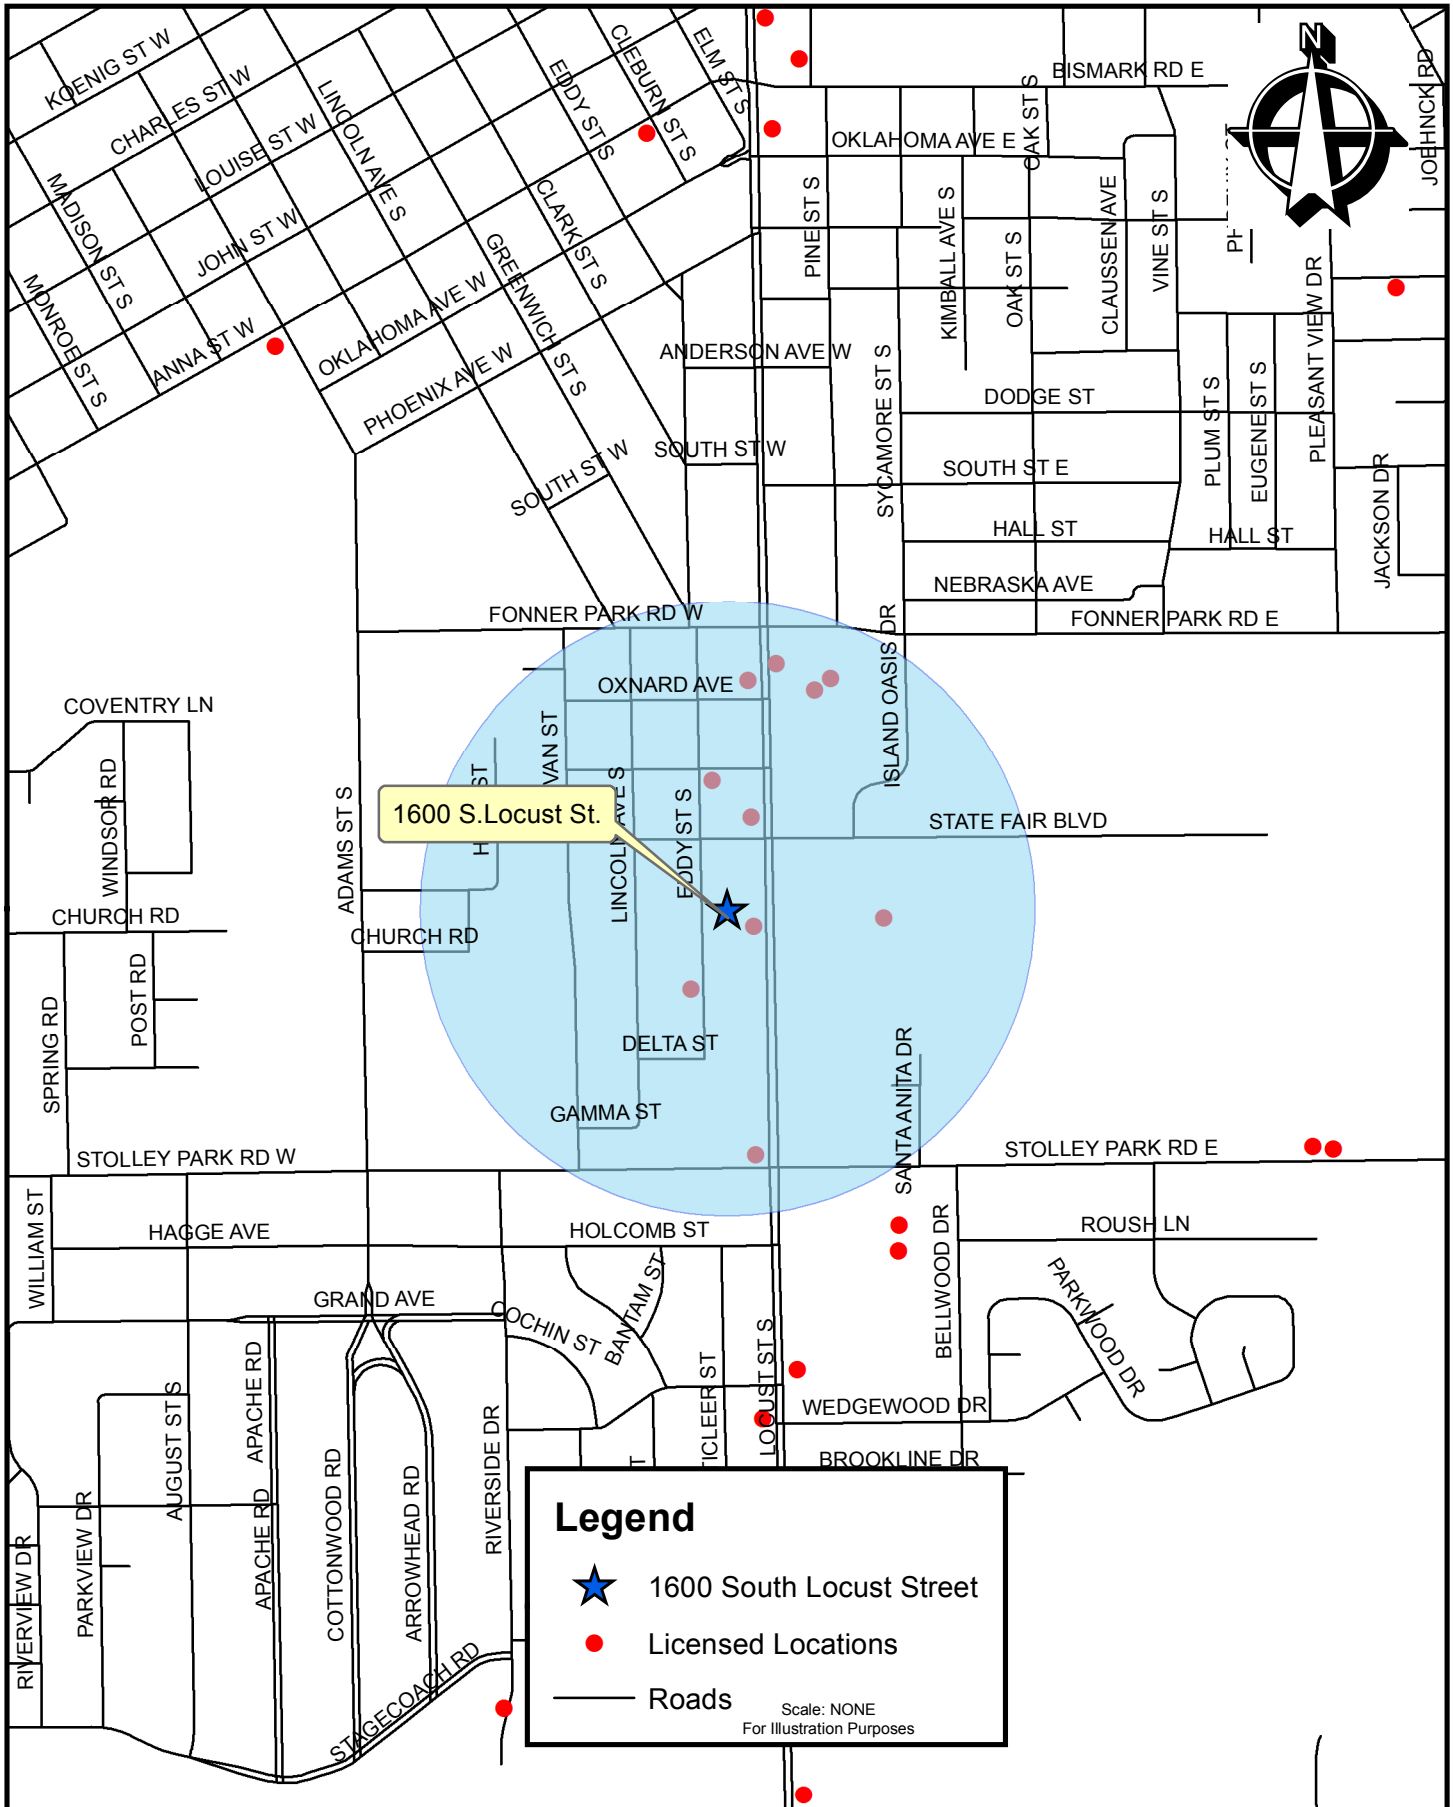 KOENIG ST W
CHARLES ST W
LOUISE ST W
JOHN ST W
ANNA ST W
MADISON ST S
MONROE ST S
LINCOLN AVE S
OKLAHOMA AVE W
PHOENIX AVE W
GREENWICH ST S
CLARK ST S
EDDY ST S
CLEBURN ST S
ELM ST S
SOUTH ST W
N
BISMARK RD E
OKLAHOMA AVE E
OAK ST S
JOEHNCK RD
PINE ST S
KIMBALL AVE S
OAK ST S
CLAUSSEN AVE
VINE ST S
PLEASANT VIEW DR
ANDERSON AVE W
SYCAMORE ST S
DODGE ST
PLUM ST S
EUGENE ST S
SOUTH ST W
SOUTH ST E
JACKSON DR
HALL ST
HALL ST
NEBRASKA AVE
FONNER PARK RD W
FONNER PARK RD E
OXNARD AVE
ISLAND OASIS DR
COVENTRY LN
WINDSOR RD
ADAMS ST S
VAN ST
LINCOLN AVE S
EDDY ST S
1600 S.Locust St.
STATE FAIR BLVD
CHURCH RD
CHURCH RD
POST RD
SPRING RD
DELTA ST
GAMMA ST
SANTA ANITA DR
STOLLEY PARK RD W
STOLLEY PARK RD E
WILLIAM ST
HAGGE AVE
HOLCOMB ST
BELLWOOD DR
ROUSH LN
GRAND AVE
COCHIN ST
BANTAM ST
PARKWOOD DR
APACHE RD
AUGUST ST S
TICLEER ST
LOCUST ST S
WEDGEWOOD DR
BROOKLINE DR
RIVERSIDE DR
COTTONWOOD RD
ARROWHEAD RD
APACHE RD
PARKVIEW DR
RIVERVIEW DR
STAGECOACH RD
Legend
1600 South Locust Street
Licensed Locations
Roads
Scale: NONE
For Illustration Purposes